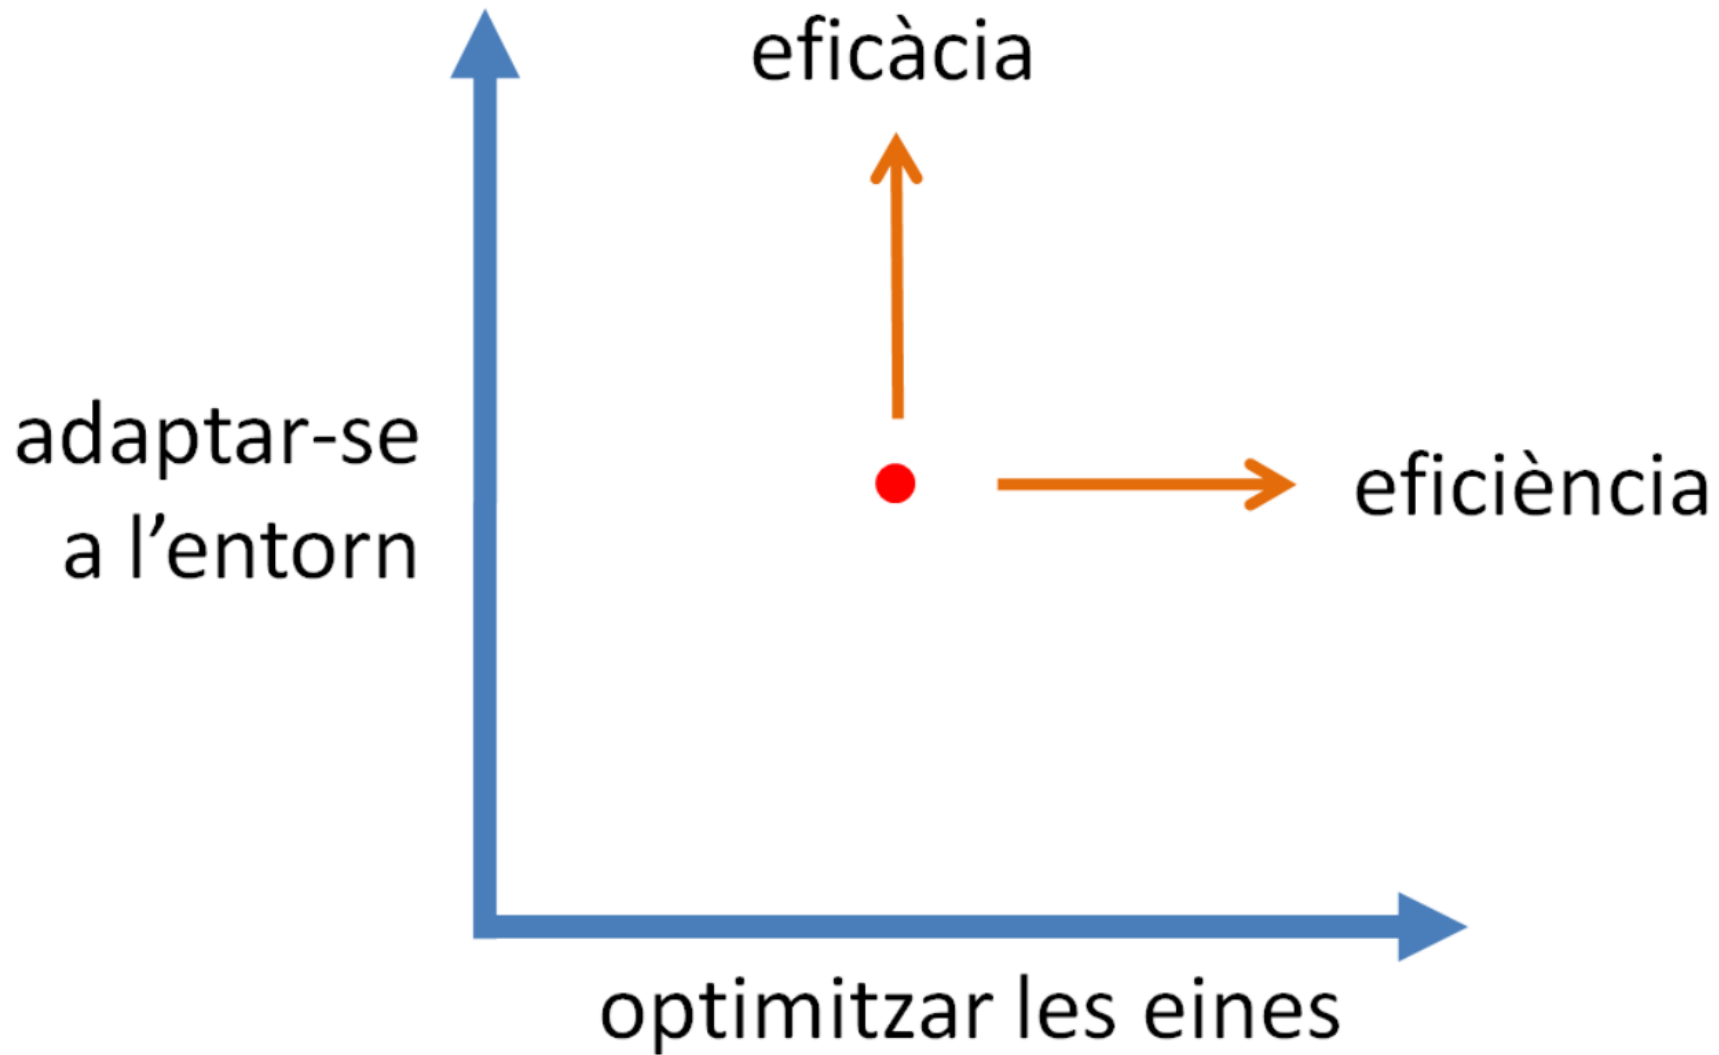 eficàcia
adaptar-se
a l’entorn
eficiència
optimitzar les eines